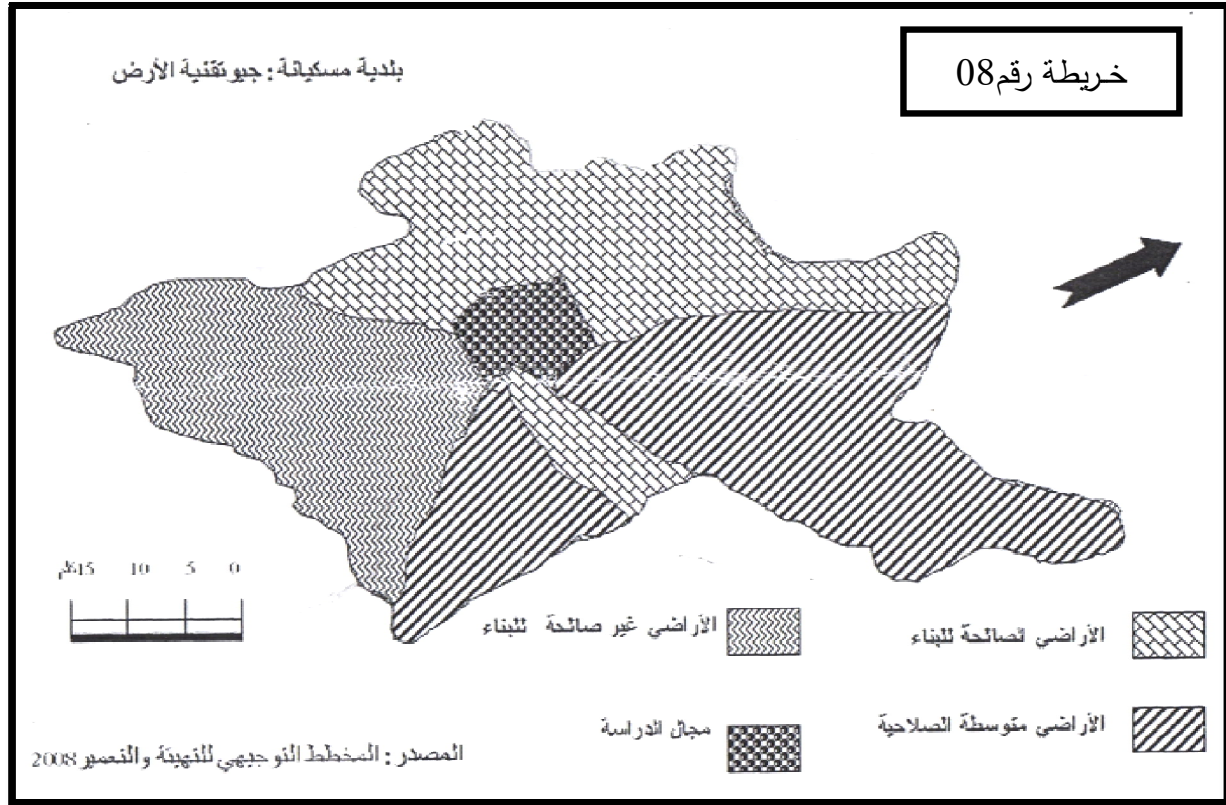 خريطة رقم08
بلدية مسكيانة : جيوتقنية الأرض
0 5 10 15كم
الأراضي الصالحة للبناء
الأراضي غير صالحة للبناء
الأراضي متوسطة الصلاحية
مجال الدراسة
المصدر : المخطط التوجيهي للتهيئة والتعمير 2008